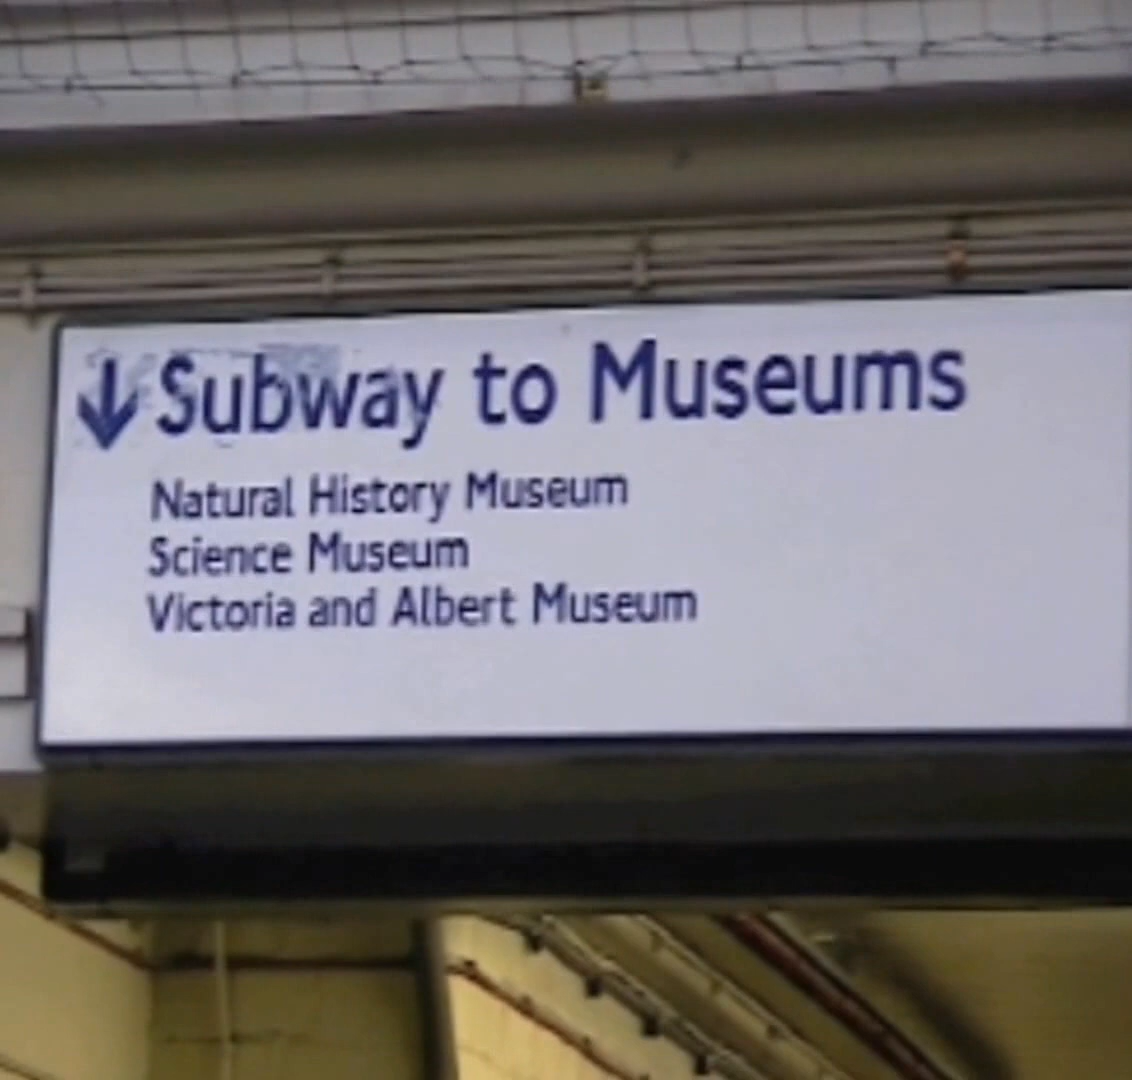 ↓ Subway to Museums
Natural History Museum
Science Museum
Victoria and Albert Museum